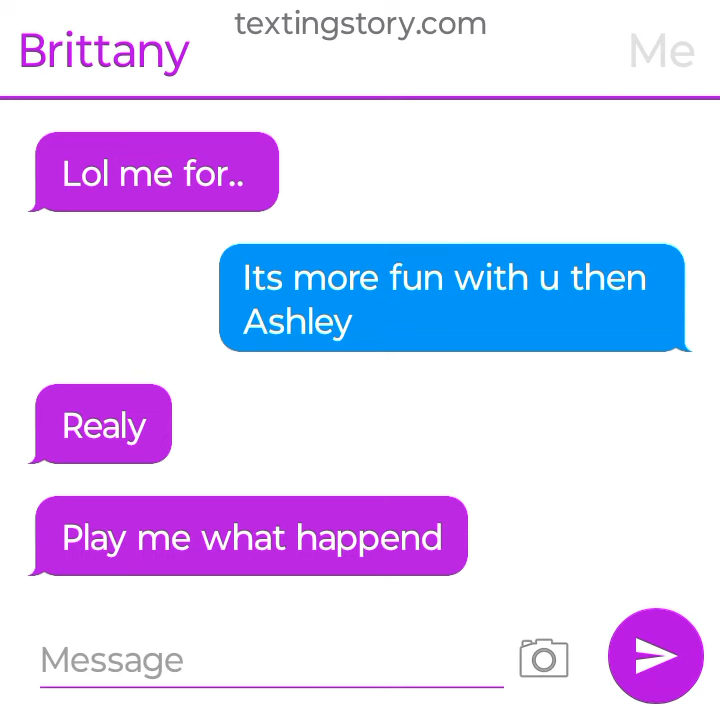 textingstory.com
Brittany
Me
Lol me for..
Its more fun with u then
Ashley
Realy
Play me what happend
Message